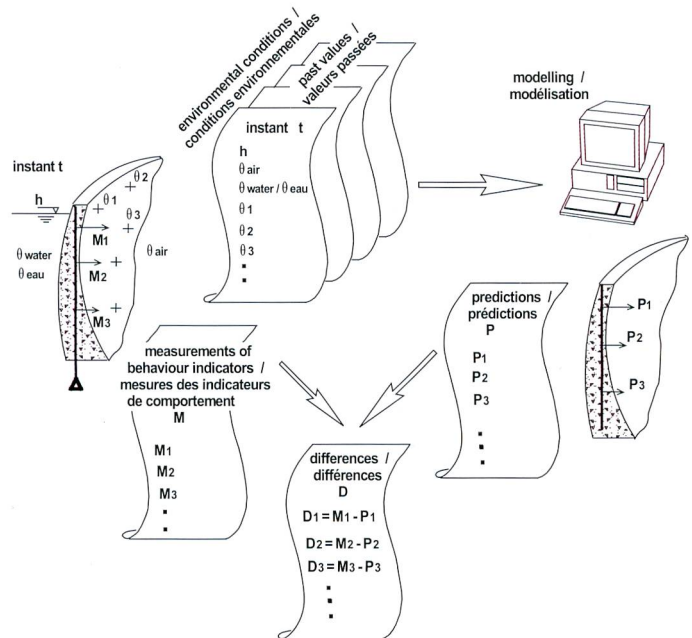 environmental conditions /
conditions environnementales
past values /
valeurs passées
instant t
h
θ air
θ water / θ eau
θ 1
θ 2
θ 3
modelling /
modélisation
instant t
h
θ water
θ eau
θ 1
θ 2
θ 3
θ air
M1
M2
M3
measurements of
behaviour indicators /
mesures des indicateurs
de comportement
M
M1
M2
M3
predictions /
prédictions
P
P1
P2
P3
P1
P2
P3
differences /
différences
D
D1 = M1 - P1
D2 = M2 - P2
D3 = M3 - P3